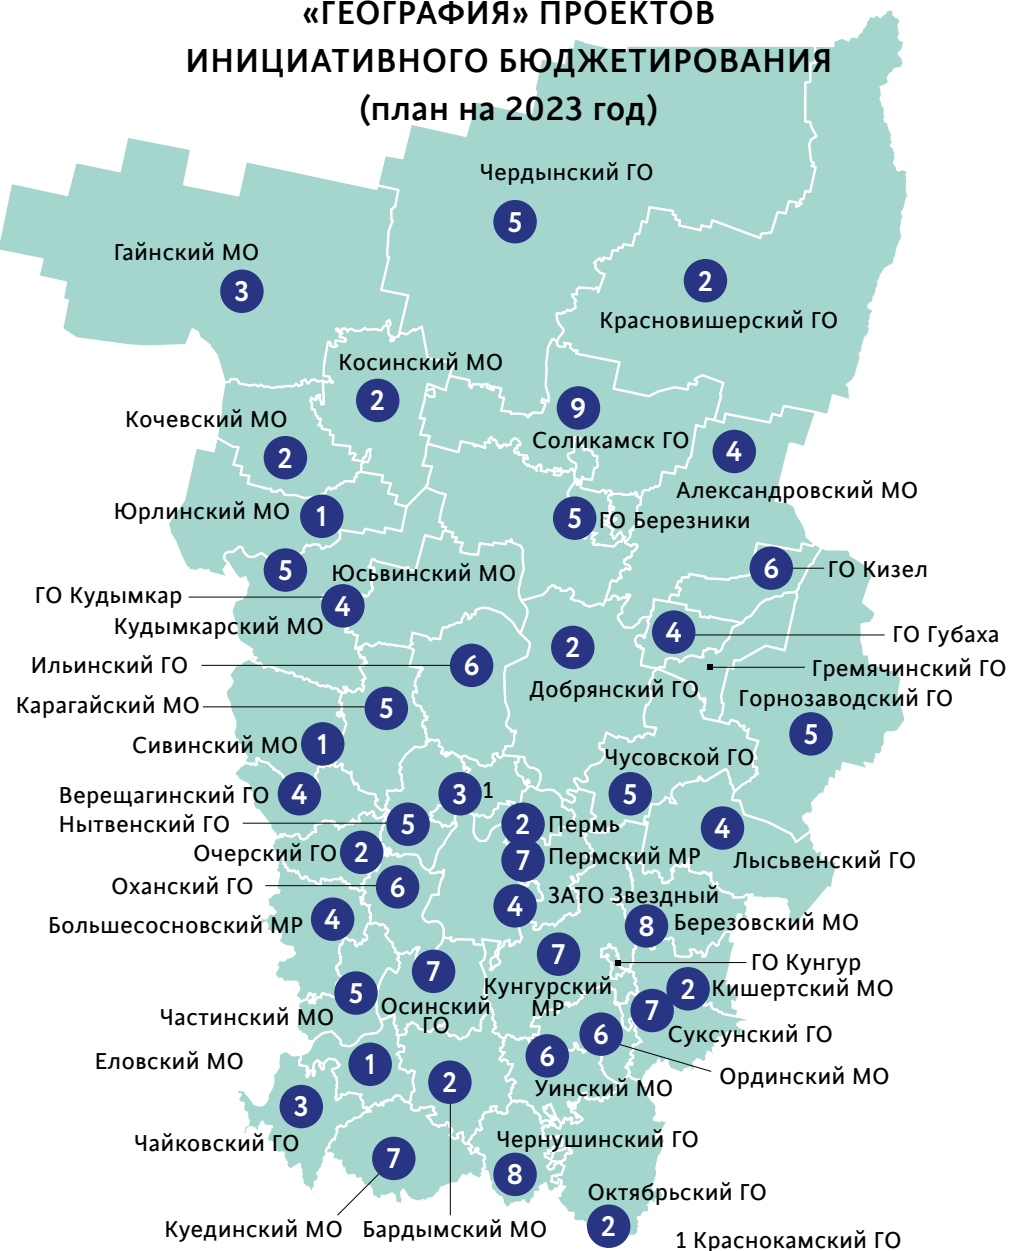 «ГЕОГРАФИЯ» ПРОЕКТОВ
ИНИЦИАТИВНОГО БЮДЖЕТИРОВАНИЯ
(план на 2023 год)
Чердынский ГО
5
Гайнский МО
3
2
Красновишерский ГО
Косинский МО
2
9
Соликамск ГО
Кочевский МО
2
4
Александровский МО
Юрлинский МО
1
5
ГО Березники
5
Юсьвинский МО
6
ГО Кизел
ГО Кудымкар
4
Кудымкарский МО
4
ГО Губаха
Ильинский ГО
6
2
Добрянский ГО
Гремячинский ГО
Горнозаводский ГО
5
Карагайский МО
5
Сивинский МО
1
Чусовской ГО
5
Верещагинский ГО
4
3
1
Нытвенский ГО
5
2
Пермь
4
Лысьвенский ГО
Очерский ГО
2
7
Пермский МР
Оханский ГО
6
4
ЗАТО Звездный
Большесосновский МР
4
8
Березовский МО
7
Кунгурский
МР
ГО Кунгур
7
Осинский
ГО
5
Частинский МО
2
Кишертский МО
7
Суксунский ГО
6
Ординский МО
Еловский МО
1
2
6
Уинский МО
3
Чайковский ГО
7
Чернушинский ГО
8
Октябрьский ГО
2
Куединский МО
Бардымский МО
1 Краснокамский ГО